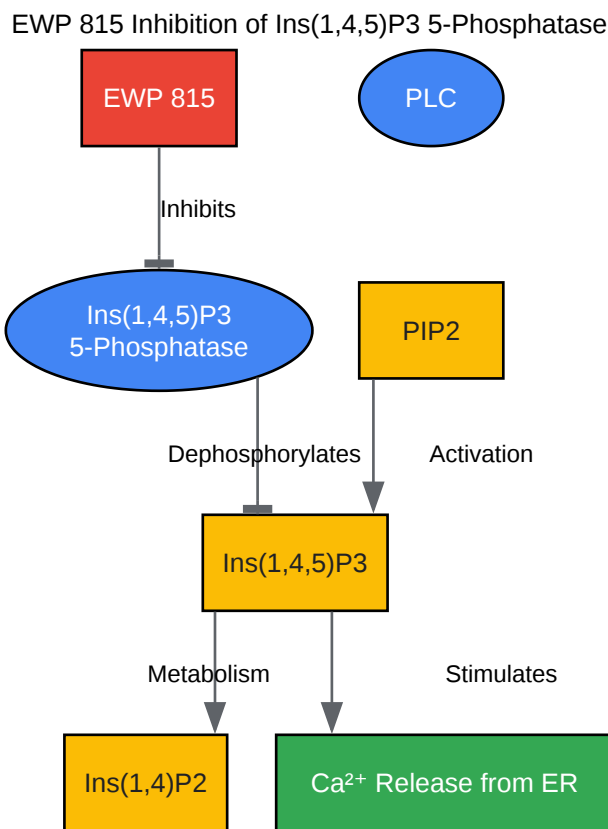 EWP 815 Inhibition of Ins(1,4,5)P3 5-Phosphatase
EWP 815
PLC
Inhibits
Ins(1,4,5)P3
5-Phosphatase
PIP2
Dephosphorylates
Activation
Ins(1,4,5)P3
Metabolism
Stimulates
Ins(1,4)P2
Ca²⁺ Release from ER